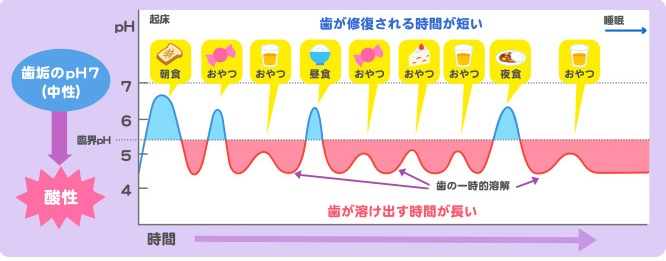 pH
起床
歯が修復される時間が短い
睡眠
朝食
おやつ
おやつ
昼食
おやつ
おやつ
おやつ
夜食
おやつ
歯垢のpH7
(中性)
7
6
臨界pH
5
4
酸性
歯の一時的溶解
歯が溶け出す時間が長い
時間